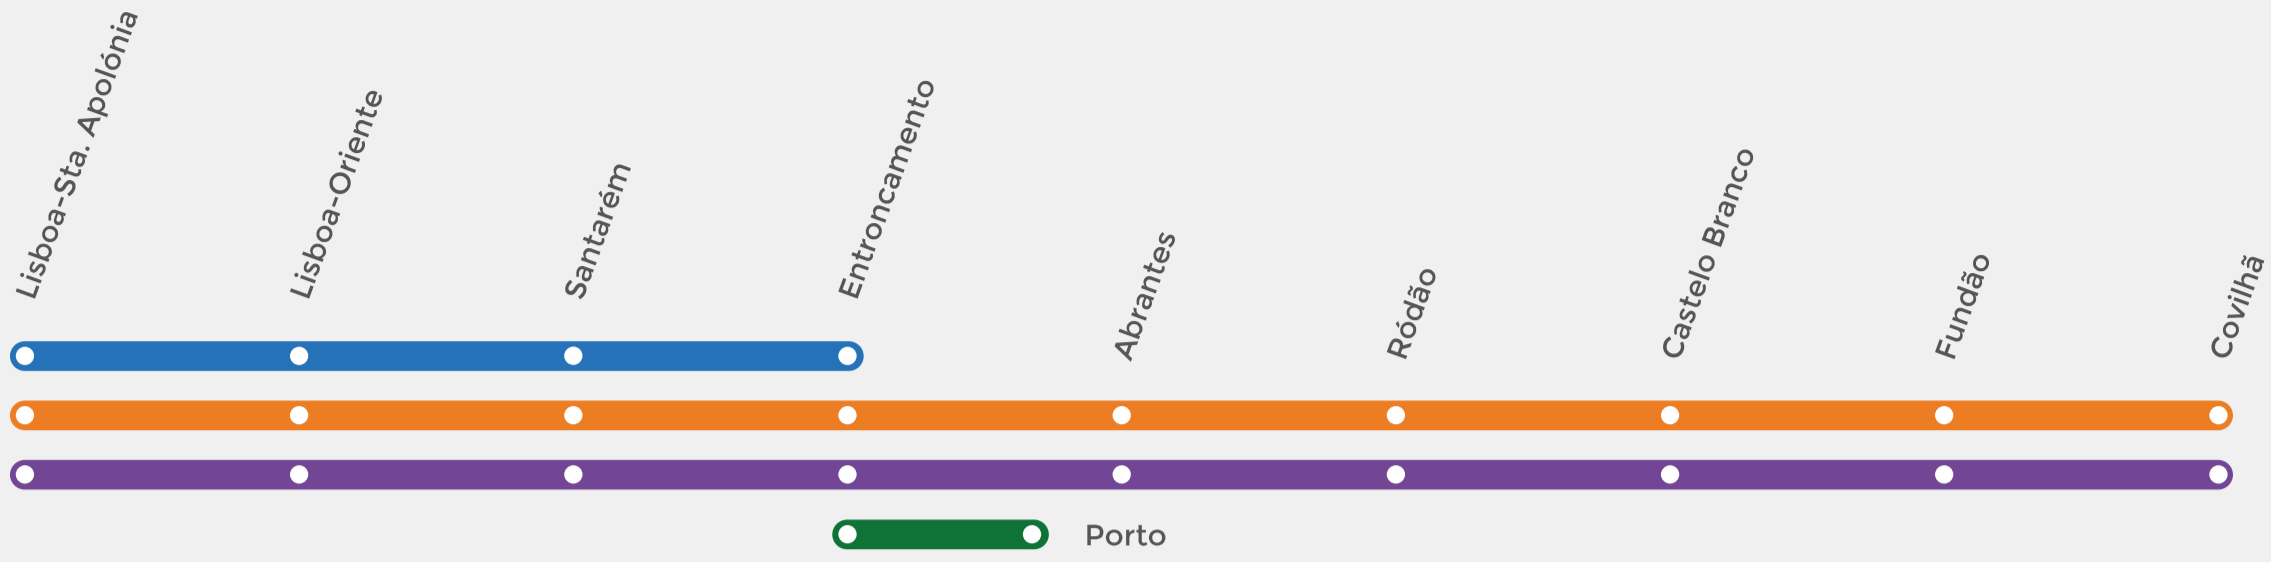 Lisboa-Sta. Apolónia
Lisboa-Oriente
Santarém
Entroncamento
Abrantes
Ródão
Castelo Branco
Fundão
Covilhã
Porto